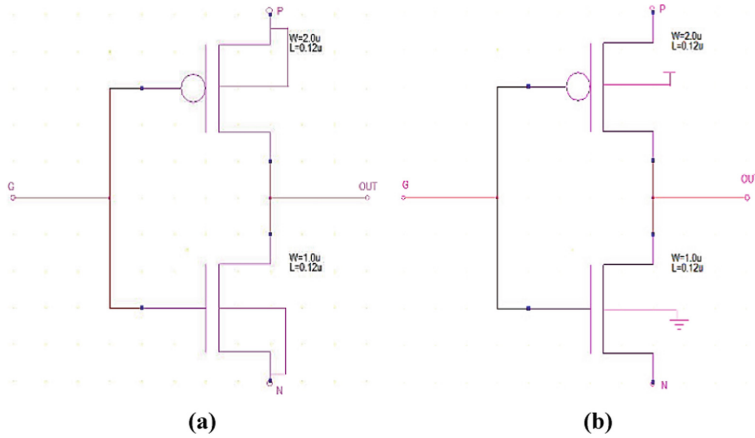 P
W=2.0u
L=0.12u
G
OUT
W=1.0u
L=0.12u
N
(a)
P
W=2.0u
L=0.12u
G
OU
W=1.0u
L=0.12u
N
(b)